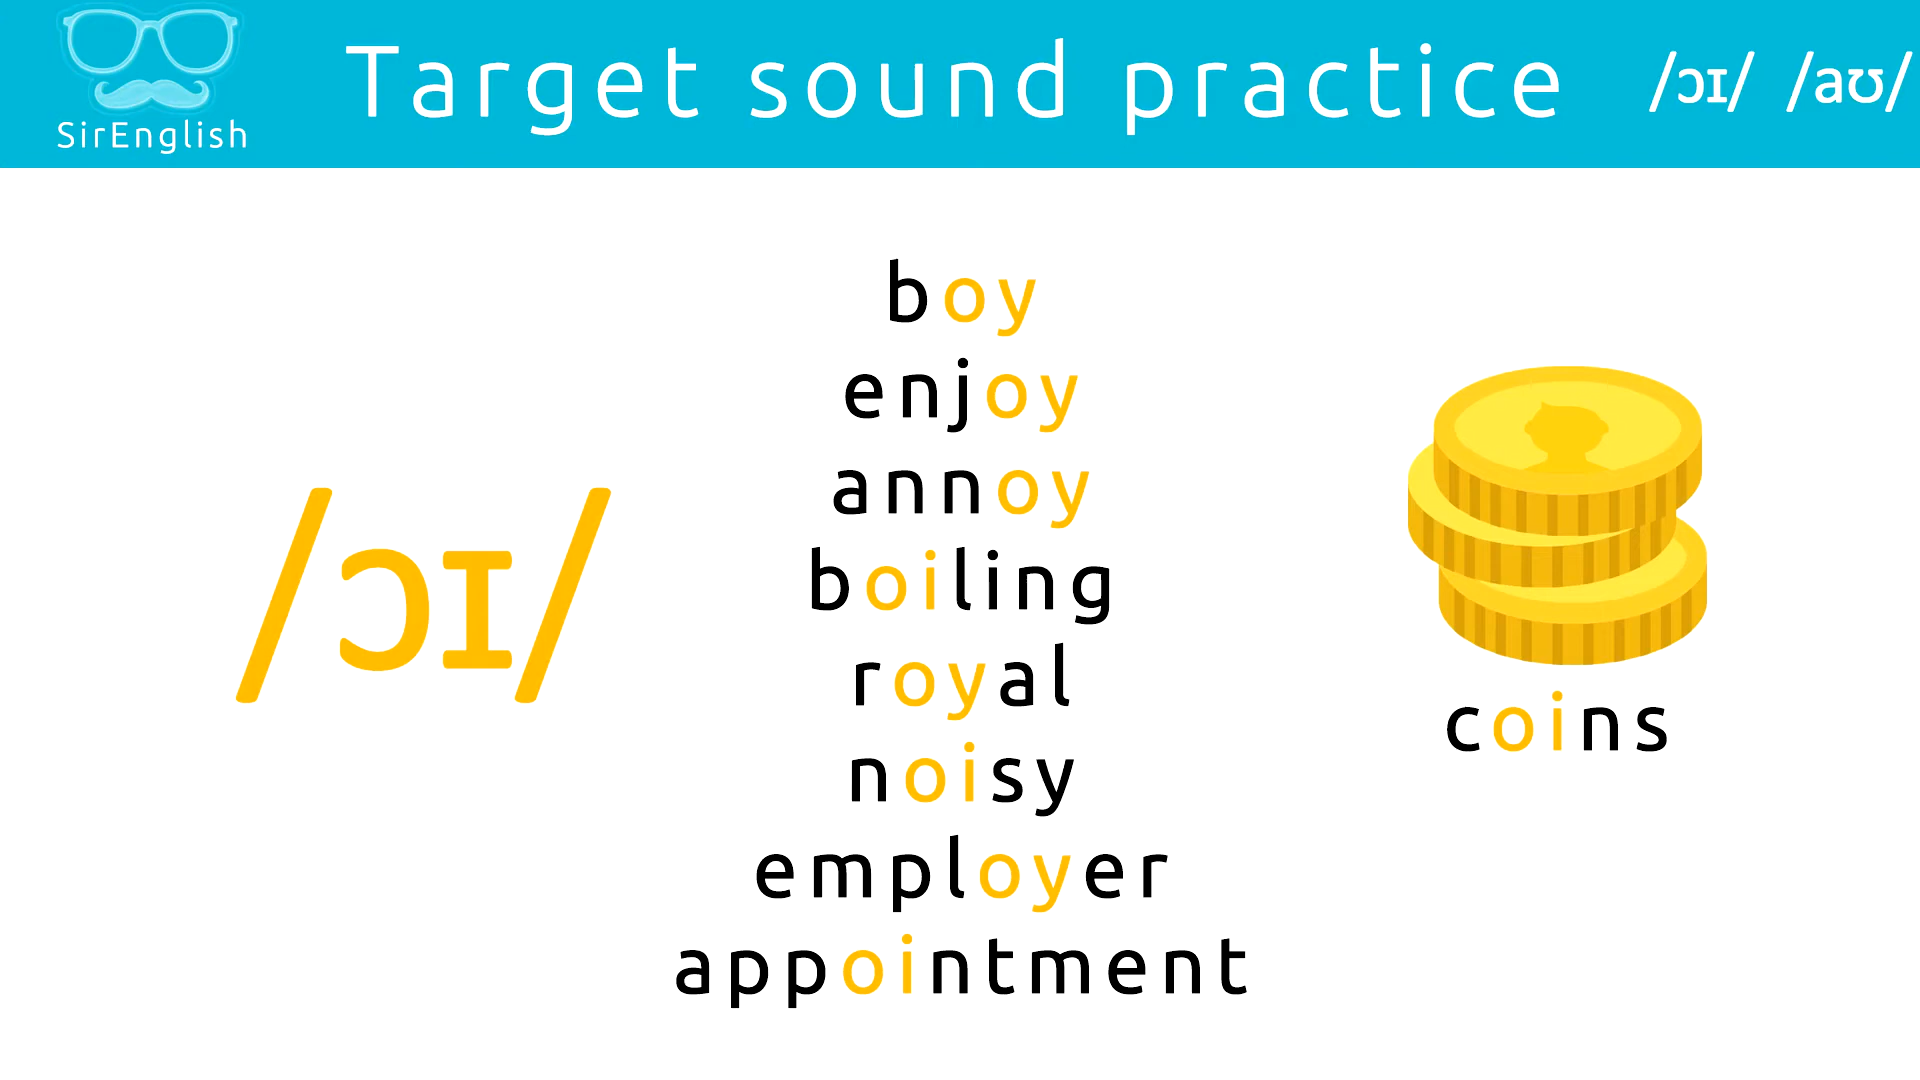 SirEnglish
Target sound practice /ɔɪ/ /aʊ/
/ɔɪ/
boy
enjoy
annoy
boiling
royal
noisy
employer
appointment
coins